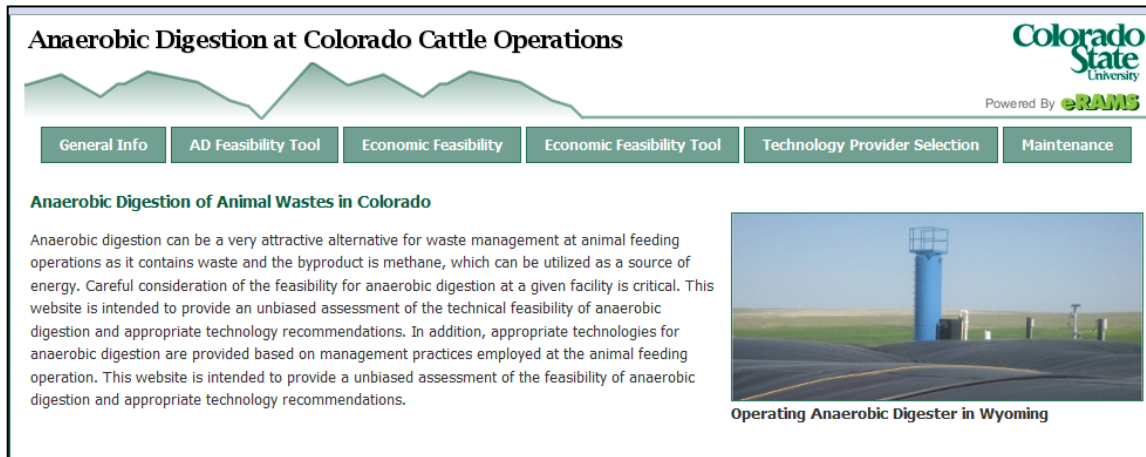 Anaerobic Digestion at Colorado Cattle Operations
Colorado
State
University
Powered By eRAMS
General Info
AD Feasibility Tool
Economic Feasibility
Economic Feasibility Tool
Technology Provider Selection
Maintenance
Anaerobic Digestion of Animal Wastes in Colorado
Anaerobic digestion can be a very attractive alternative for waste management at animal feeding
operations as it contains waste and the byproduct is methane, which can be utilized as a source of
energy. Careful consideration of the feasibility for anaerobic digestion at a given facility is critical. This
website is intended to provide an unbiased assessment of the technical feasibility of anaerobic
digestion and appropriate technology recommendations. In addition, appropriate technologies for
anaerobic digestion are provided based on management practices employed at the animal feeding
operation. This website is intended to provide a unbiased assessment of the feasibility of anaerobic
digestion and appropriate technology recommendations.
Operating Anaerobic Digester in Wyoming